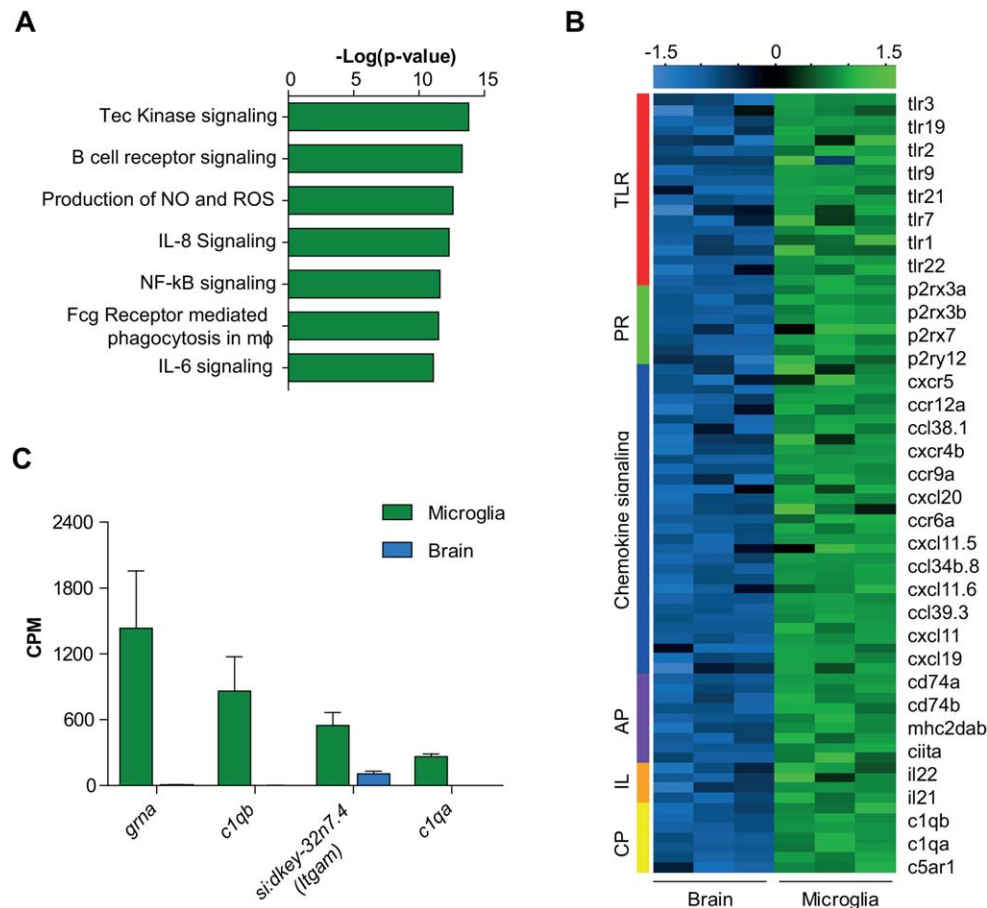 A
-Log(p-value)
0 5 10 15
Tec Kinase signaling
B cell receptor signaling
Production of NO and ROS
IL-8 Signaling
NF-kB signaling
Fcg Receptor mediated
phagocytosis in mϕ
IL-6 signaling
B
-1.5 0 1.5
TLR
PR
Chemokine signaling
AP
IL
CP
tlr3
tlr19
tlr2
tlr9
tlr21
tlr7
tlr1
tlr22
p2rx3a
p2rx3b
p2rx7
p2ry12
cxcr5
ccr12a
ccl38.1
cxcr4b
ccr9a
cxcl20
ccr6a
cxcl11.5
ccl34b.8
cxcl11.6
ccl39.3
cxcl11
cxcl19
cd74a
cd74b
mhc2dab
ciita
il22
il21
c1qb
c1qa
c5ar1
Brain Microglia
C
Microglia
Brain
CPM
2400
1800
1200
600
0
grna
c1qb
si:dkey-32n7.4
(Itgam)
c1qa